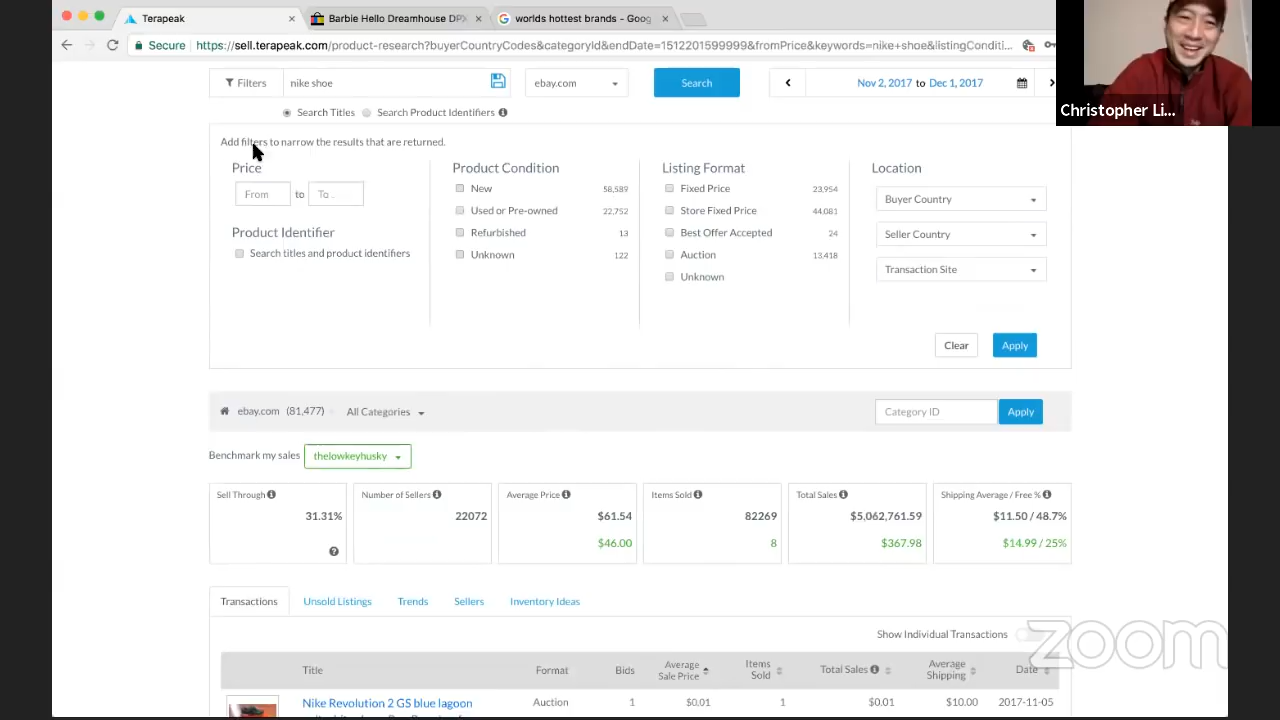 Terapeak
Barbie Hello Dreamhouse DPX
worlds hottest brands - Goog
Secure
https://sell.terapeak.com/product-research?buyerCountryCodes&categoryId&endDate=1512201599999&fromPrice&keywords=nike+shoe&listingConditi...
Christopher Li...
Filters
nike shoe
ebay.com
Search
Nov 2, 2017 to Dec 1, 2017
Search Titles
Search Product Identifiers
Add filters to narrow the results that are returned.
Price
From
to
To .
Product Identifier
Search titles and product identifiers
Product Condition
New 58,589
Used or Pre-owned 22,752
Refurbished 13
Unknown 122
Listing Format
Fixed Price 23,954
Store Fixed Price 44,081
Best Offer Accepted 24
Auction 13,418
Unknown
Location
Buyer Country
Seller Country
Transaction Site
Clear
Apply
ebay.com (81,477)
All Categories
Category ID
Apply
Benchmark my sales
thelowkeyhusky
Sell Through
31.31%
Number of Sellers
22072
Average Price
$61.54
$46.00
Items Sold
82269
8
Total Sales
$5,062,761.59
$367.98
Shipping Average / Free %
$11.50 / 48.7%
$14.99 / 25%
Transactions
Unsold Listings
Trends
Sellers
Inventory Ideas
Show Individual Transactions
zoom
Title
Format
Bids
Average
Sale Price
Items
Sold
Total Sales
Average
Shipping
Date
Nike Revolution 2 GS blue lagoon
Auction
1
$0.01
1
$0.01
$10.00
2017-11-05